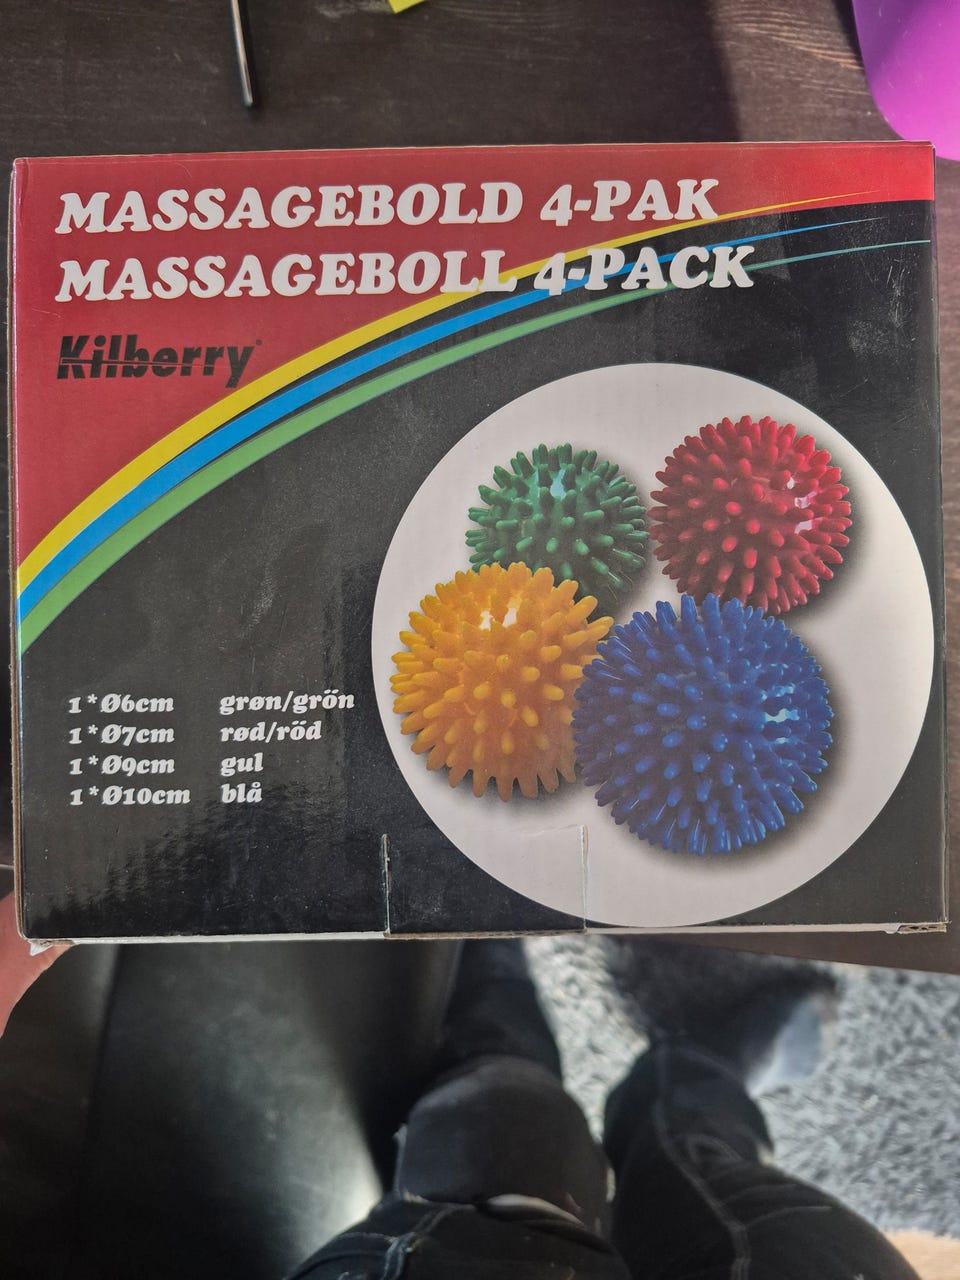 MASSAGEBOLD 4-PAK
MASSAGEBOLL 4-PACK
Kilberry®
1*Ø6cm grøn/grön
1*Ø7cm rød/röd
1*Ø9cm gul
1*Ø10cm blå